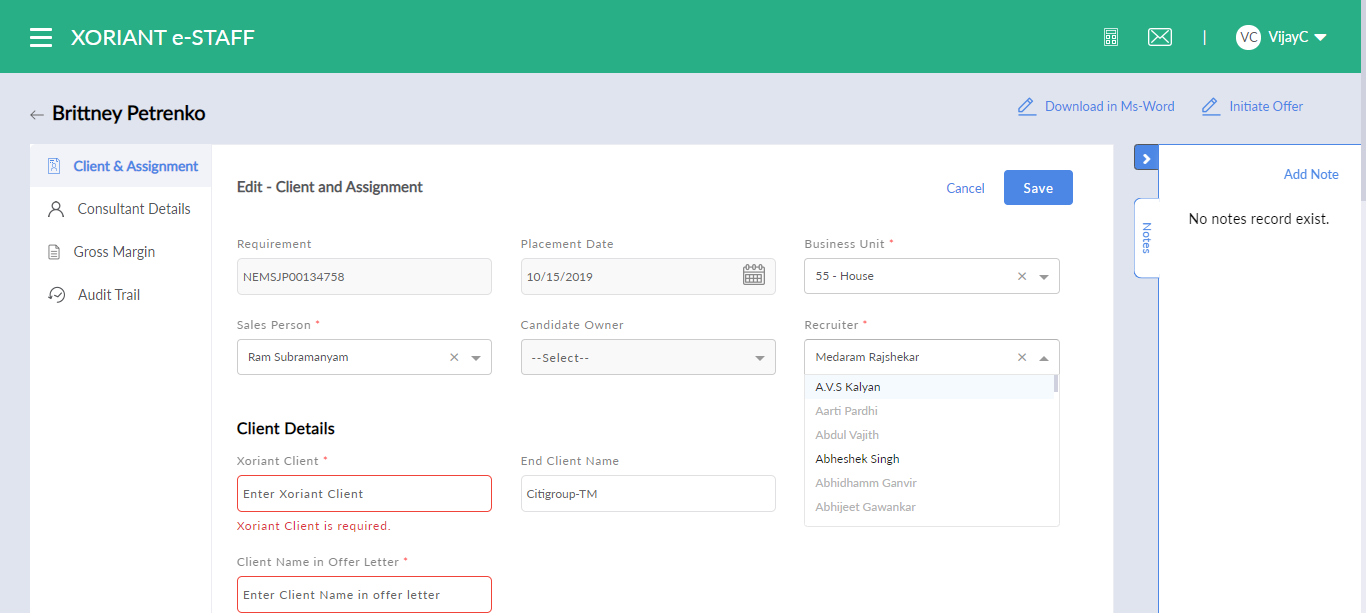 XORIANT e-STAFF
VC VijayC
Brittney Petrenko
Download in Ms-Word
Initiate Offer
Client & Assignment
Consultant Details
Gross Margin
Audit Trail
Edit - Client and Assignment
Cancel
Save
Requirement
NEMSJP00134758
Placement Date
10/15/2019
Business Unit *
55 - House
Sales Person *
Ram Subramanyam
Candidate Owner
--Select--
Recruiter *
Medaram Rajshekar
A.V.S Kalyan
Aarti Pardhi
Abdul Vajith
Abheshek Singh
Abhidhamm Ganvir
Abhijeet Gawankar
Client Details
Xoriant Client *
Enter Xoriant Client
Xoriant Client is required.
End Client Name
Citigroup-TM
Client Name in Offer Letter *
Enter Client Name in offer letter
Notes
Add Note
No notes record exist.